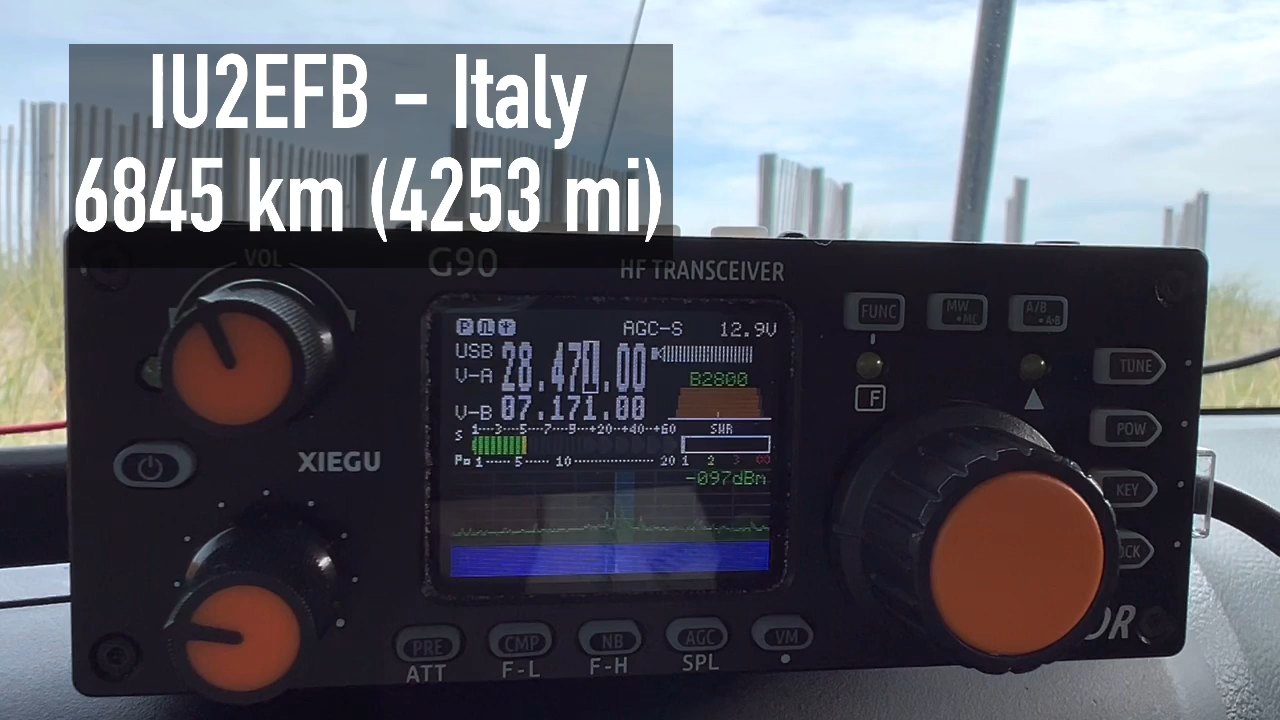 IU2EFB - Italy
6845 km (4253 mi)
VOL
G90
HF TRANSCEIVER
FUNC
MW
A/B
TUNE
F
POW
KEY
XIEGU
AGC-S 12.9V
USB 28.470.00
V-A
B2800
V-B 07.171.00
S 1--3--5--7--9--+20--+40--+60 SWR
Po 1-----5-----10--------------20 1 2 3 ∞
-097dBm
PRE CMP NB AGC VM
ATT F-L F-H SPL